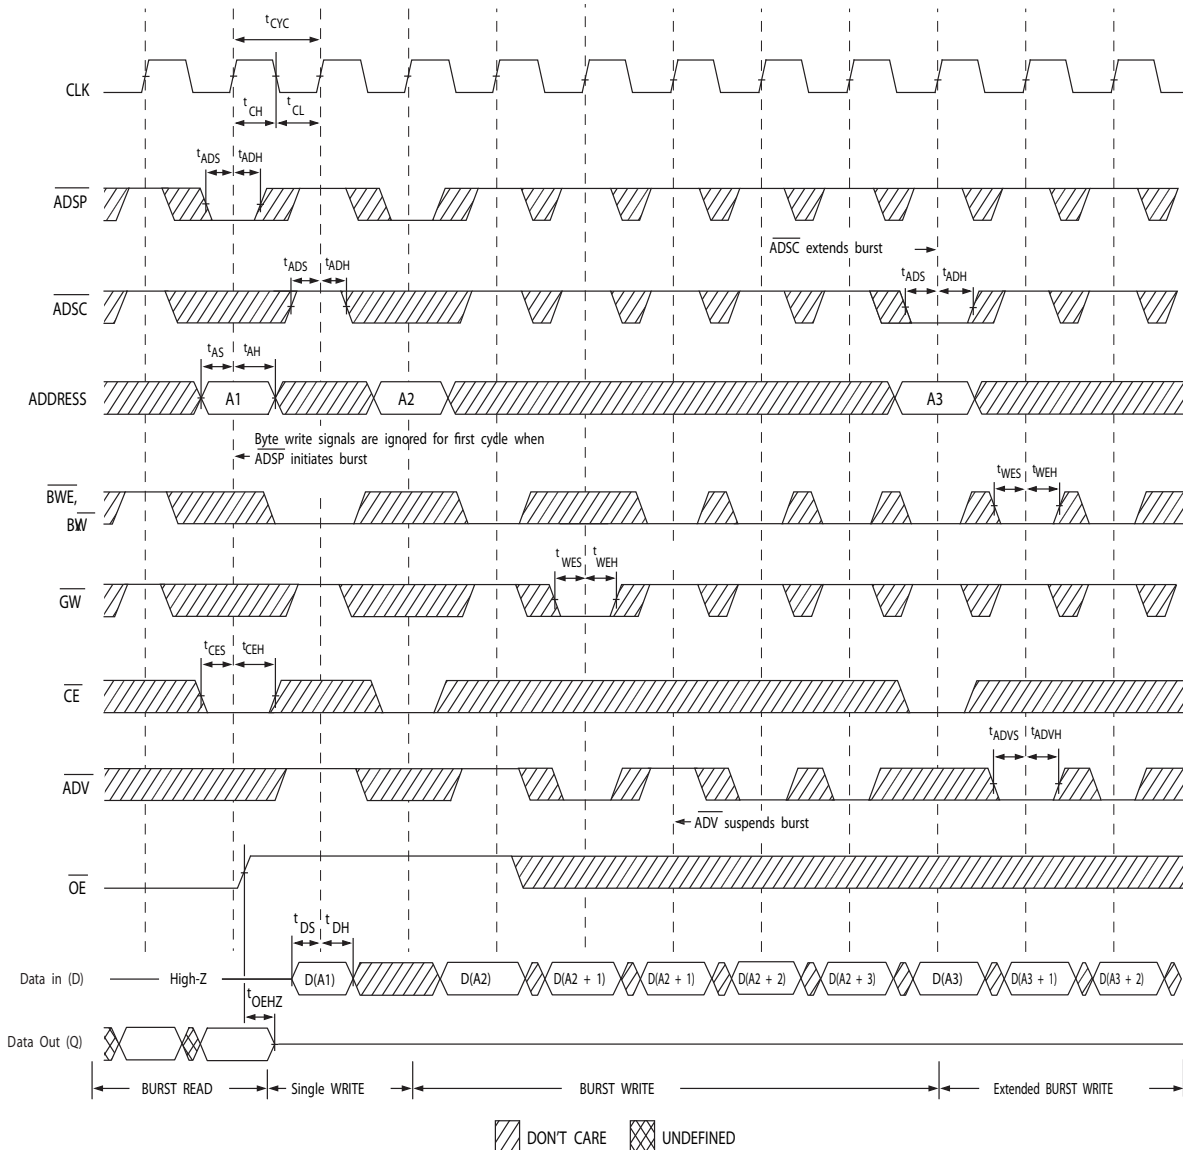 tCYC
CLK
tCH
tCL
tADS tADH
ADSP
ADSC extends burst
tADS tADH
tADS tADH
ADSC
tAS tAH
ADDRESS
A1
A2
A3
Byte write signals are ignored for first cycle when
ADSP initiates burst
tWES tWEH
BWE,
BWX
tWES tWEH
GW
tCES tCEH
CE
tADVS tADVH
ADV
ADV suspends burst
OE
tDS tDH
Data in (D)
High-Z
D(A1)
D(A2)
D(A2 + 1)
D(A2 + 1)
D(A2 + 2)
D(A2 + 3)
D(A3)
D(A3 + 1)
D(A3 + 2)
tOEHZ
Data Out (Q)
BURST READ
Single WRITE
BURST WRITE
Extended BURST WRITE
DON'T CARE
UNDEFINED